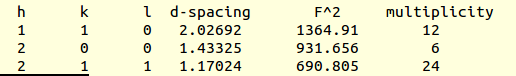 h k l d-spacing F^2 multiplicity
1 1 0 2.02692 1364.91 12
2 0 0 1.43325 931.656 6
2 1 1 1.17024 690.805 24